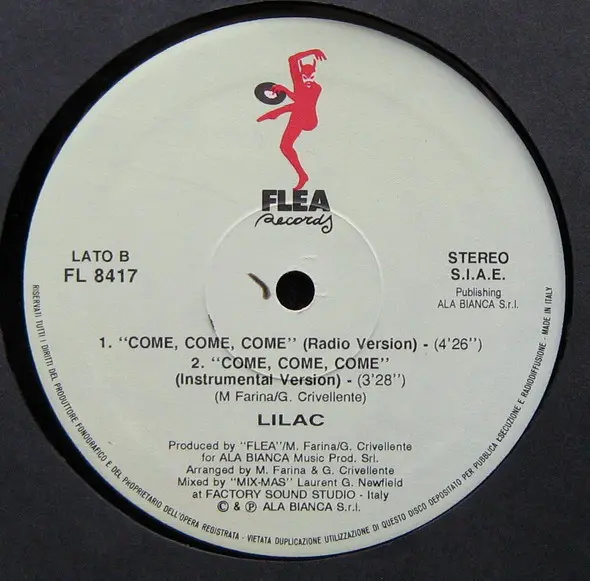 FLEA
Records
LATO B
FL 8417
STEREO
S.I.A.E.
Publishing
ALA BIANCA S.r.l.
1. “COME, COME, COME” (Radio Version) - (4'26'')
2. “COME, COME, COME”
(Instrumental Version) - (3'28'')
(M Farina/G. Crivellente)
LILAC
Produced by “FLEA”/M. Farina/G. Crivellente
for ALA BIANCA Music Prod. Srl.
Arranged by M. Farina & G. Crivellente
Mixed by “MIX-MAS” Laurent G. Newfield
at FACTORY SOUND STUDIO - Italy
© & ℗ ALA BIANCA S.r.l.
RISERVATI TUTTI I DIRITTI DEL PRODUTTORE FONOGRAFICO E DEL PROPRIETARIO DELL'OPERA REGISTRATA - VIETATA DUPLICAZIONE UTILIZZAZIONE DI QUESTO DISCO DEPOSITATO PER PUBBLICA ESECUZIONE E RADIODIFFUSIONE - MADE IN ITALY